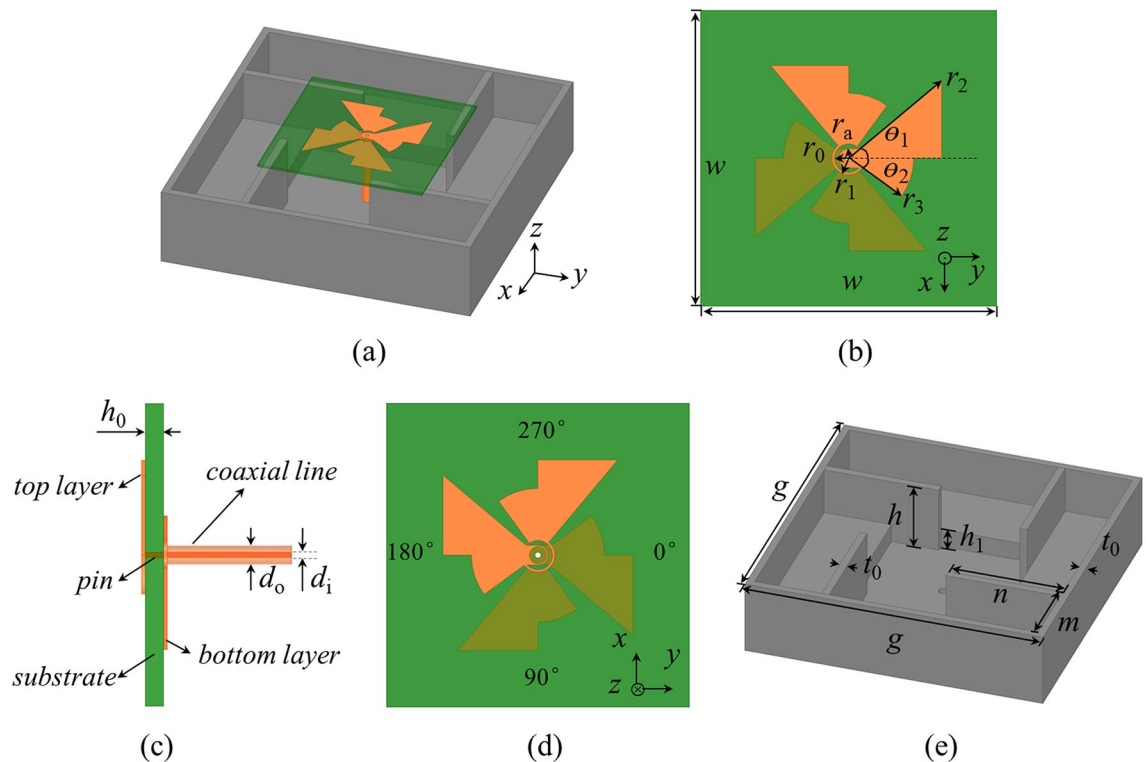 z
y
x
(a)
w
r₂
rₐ
θ₁
r₀
θ₂
r₁
r₃
z
y
x
w
(b)
h₀
top layer
coaxial line
pin
dₒ
dᵢ
substrate
bottom layer
(c)
270°
180°
0°
90°
x
y
z
(d)
g
h
h₁
t₀
t₀
n
m
g
(e)